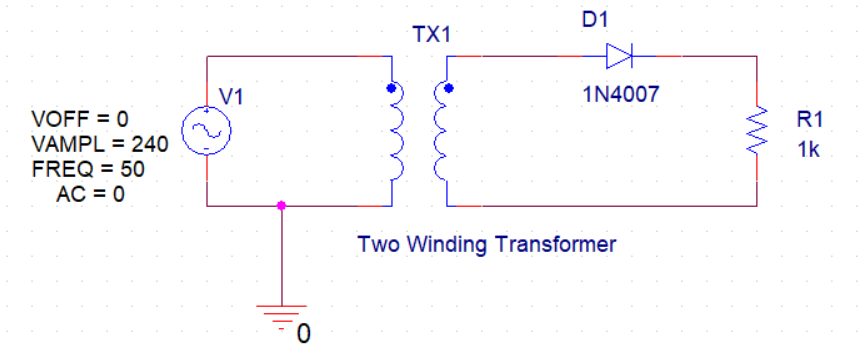 TX1
D1
V1
1N4007
VOFF = 0
VAMPL = 240
FREQ = 50
AC = 0
R1
1k
Two Winding Transformer
0